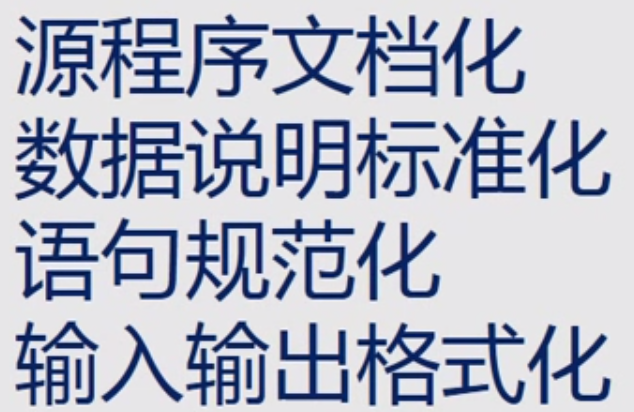 源程序文档化
数据说明标准化
语句规范化
输入输出格式化